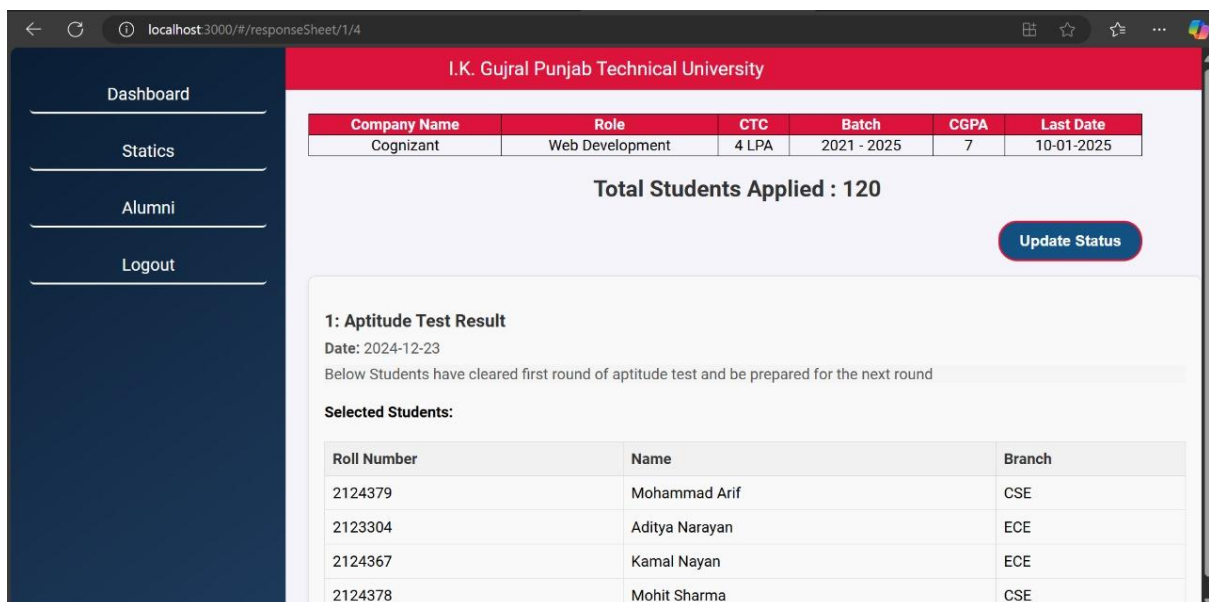 localhost:3000/#/responseSheet/1/4
I.K. Gujral Punjab Technical University
Dashboard
Statics
Alumni
Logout
Company Name Role CTC Batch CGPA Last Date
Cognizant Web Development 4 LPA 2021 - 2025 7 10-01-2025
Total Students Applied : 120
Update Status
1: Aptitude Test Result
Date: 2024-12-23
Below Students have cleared first round of aptitude test and be prepared for the next round
Selected Students:
Roll Number Name Branch
2124379 Mohammad Arif CSE
2123304 Aditya Narayan ECE
2124367 Kamal Nayan ECE
2124378 Mohit Sharma CSE